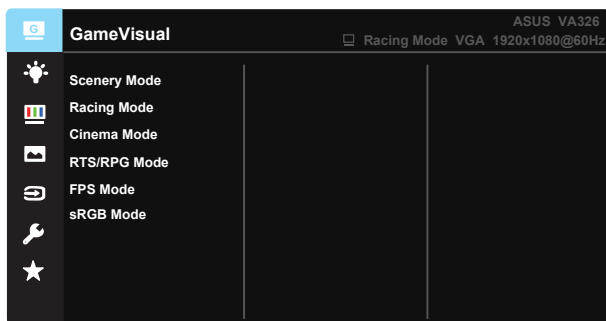 G
GameVisual
ASUS VA326
Racing Mode VGA 1920x1080@60Hz
Scenery Mode
Racing Mode
Cinema Mode
RTS/RPG Mode
FPS Mode
sRGB Mode